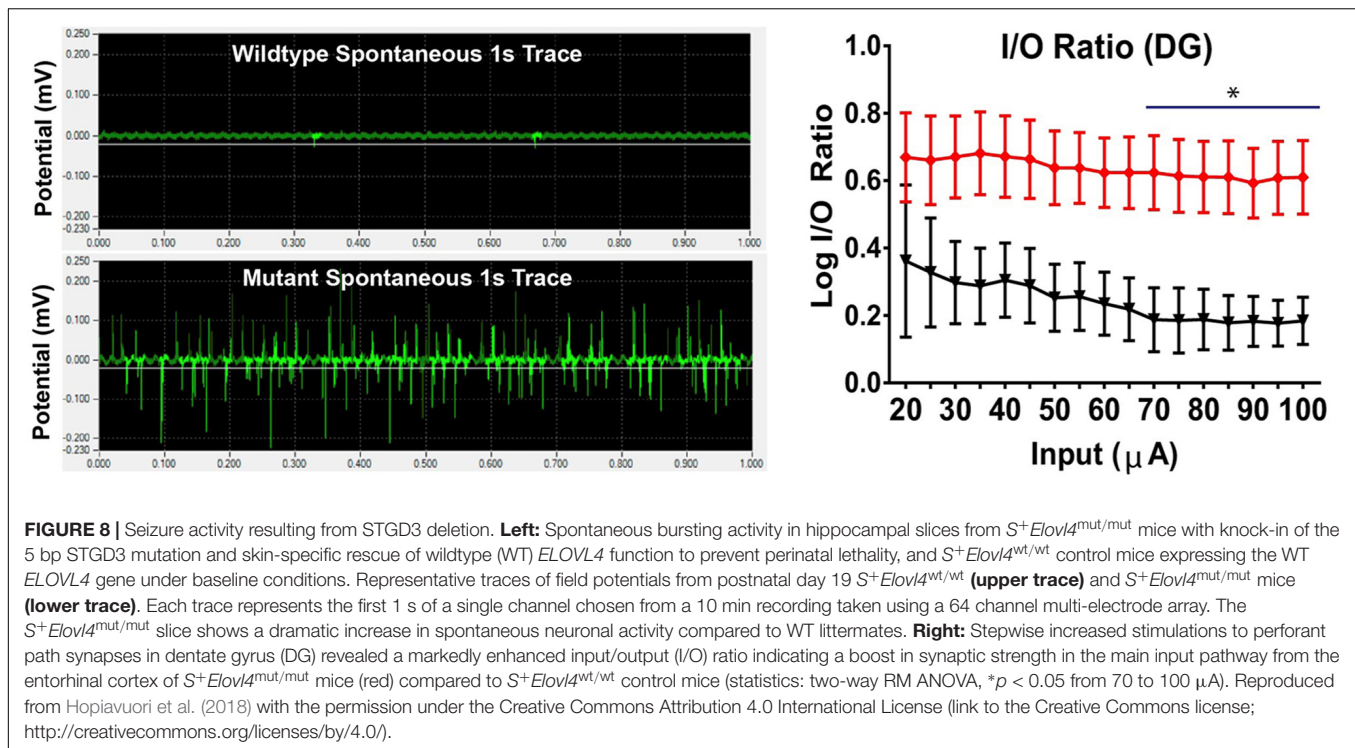 0.250
0.200
0.100
0.000
-0.100
-0.200
-0.230
Potential (mV)
Wildtype Spontaneous 1s Trace
0.000 0.100 0.200 0.300 0.400 0.500 0.600 0.700 0.800 0.900 1.000
0.250
0.200
0.100
0.000
-0.100
-0.200
-0.230
Potential (mV)
Mutant Spontaneous 1s Trace
0.000 0.100 0.200 0.300 0.400 0.500 0.600 0.700 0.800 0.900 1.000
I/O Ratio (DG)
*
Log I/O Ratio
1.0
0.8
0.6
0.4
0.2
0.0
20 30 40 50 60 70 80 90 100
Input (μ A)
FIGURE 8 | Seizure activity resulting from STGD3 deletion. Left: Spontaneous bursting activity in hippocampal slices from S+Elovl4mut/mut mice with knock-in of the
5 bp STGD3 mutation and skin-specific rescue of wildtype (WT) ELOVL4 function to prevent perinatal lethality, and S+Elovl4wt/wt control mice expressing the WT
ELOVL4 gene under baseline conditions. Representative traces of field potentials from postnatal day 19 S+Elovl4wt/wt (upper trace) and S+Elovl4mut/mut mice
(lower trace). Each trace represents the first 1 s of a single channel chosen from a 10 min recording taken using a 64 channel multi-electrode array. The
S+Elovl4mut/mut slice shows a dramatic increase in spontaneous neuronal activity compared to WT littermates. Right: Stepwise increased stimulations to perforant
path synapses in dentate gyrus (DG) revealed a markedly enhanced input/output (I/O) ratio indicating a boost in synaptic strength in the main input pathway from the
entorhinal cortex of S+Elovl4mut/mut mice (red) compared to S+Elovl4wt/wt control mice (statistics: two-way RM ANOVA, *p < 0.05 from 70 to 100 μA). Reproduced
from Hopiavuori et al. (2018) with the permission under the Creative Commons Attribution 4.0 International License (link to the Creative Commons license;
http://creativecommons.org/licenses/by/4.0/).